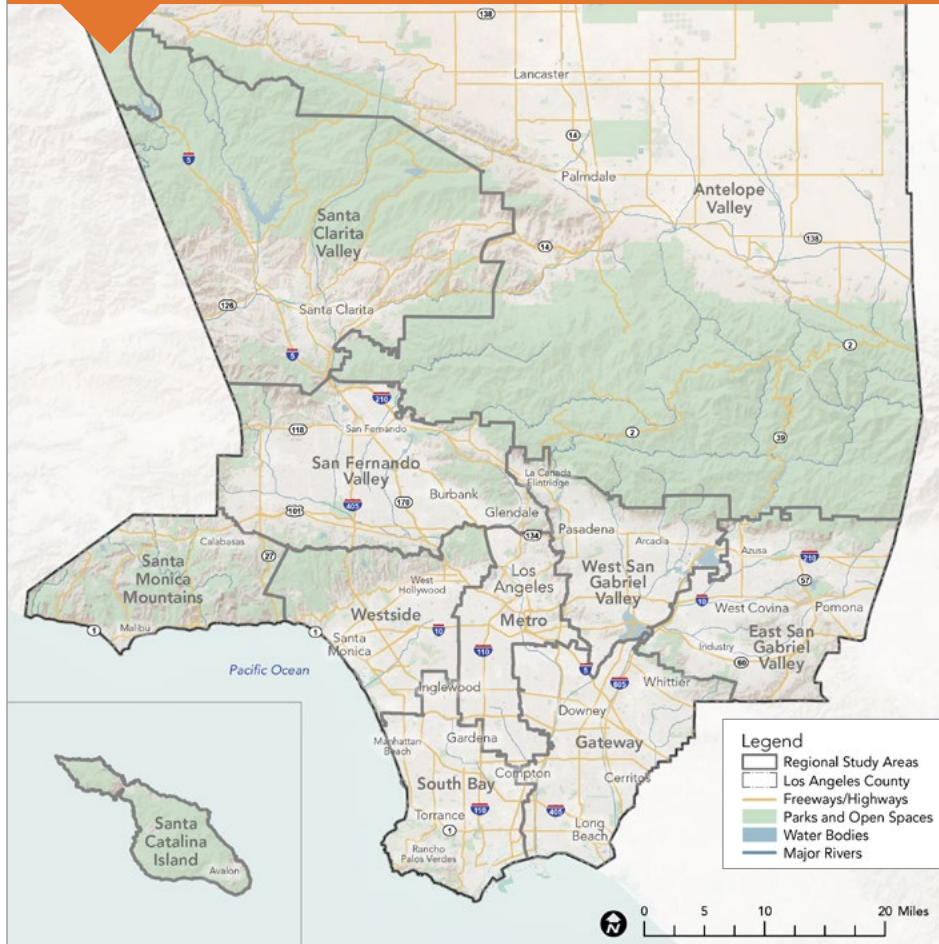 138
Lancaster
14
5
Palmdale
Antelope
Valley
Santa
Clarita
Valley
138
14
126
Santa Clarita
5
2
210
118
San Fernando
2
39
San Fernando
Valley
La Canada
Flintridge
Burbank
405
170
101
Glendale
Pasadena
134
Calabasas
Arcadia
Azusa
210
27
Santa
Monica
Mountains
West
Hollywood
Los
Angeles
West San
Gabriel
Valley
57
10
West Covina
Pomona
Westside
Metro
1
Malibu
1
Santa
Monica
10
East San
Gabriel
Valley
Industry
110
60
Pacific Ocean
5
605
Whittier
Inglewood
Downey
Manhattan
Beach
Gardena
Gateway
Compton
Cerritos
South Bay
110
405
Torrance
1
Long
Beach
Rancho
Palos Verdes
Santa
Catalina
Island
Avalon
Legend
Regional Study Areas
Los Angeles County
Freeways/Highways
Parks and Open Spaces
Water Bodies
Major Rivers
N
0 5 10 20 Miles